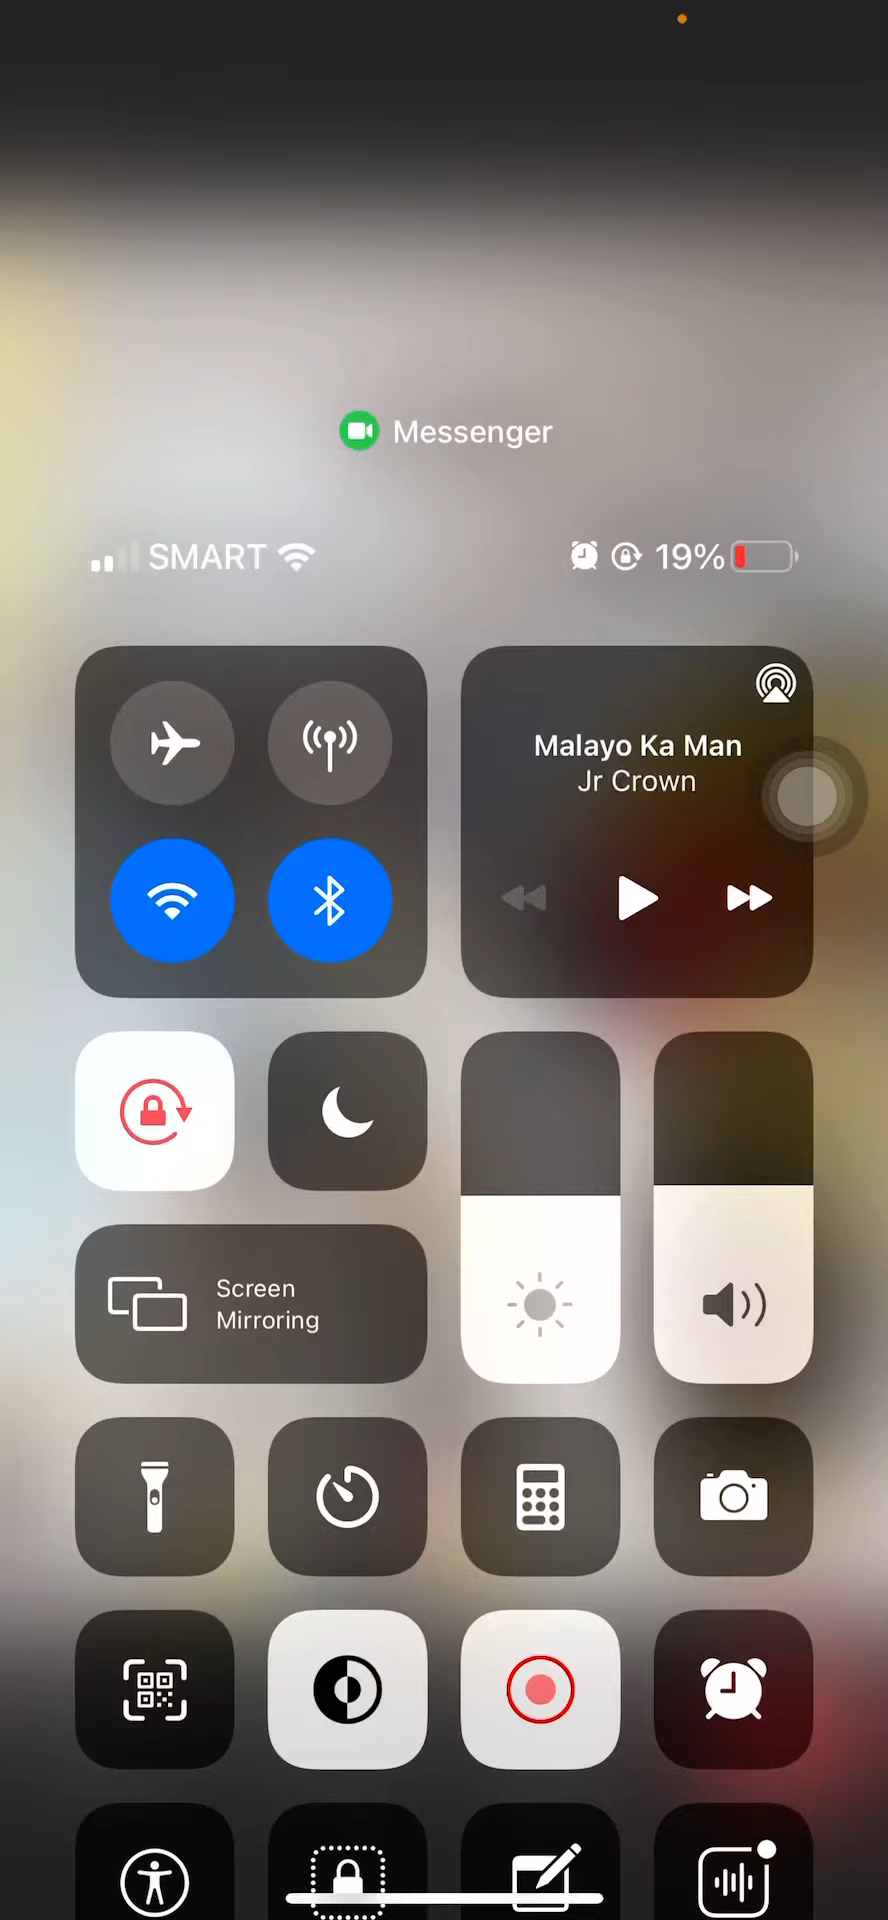 Messenger
SMART
19%
Malayo Ka Man
Jr Crown
Screen
Mirroring